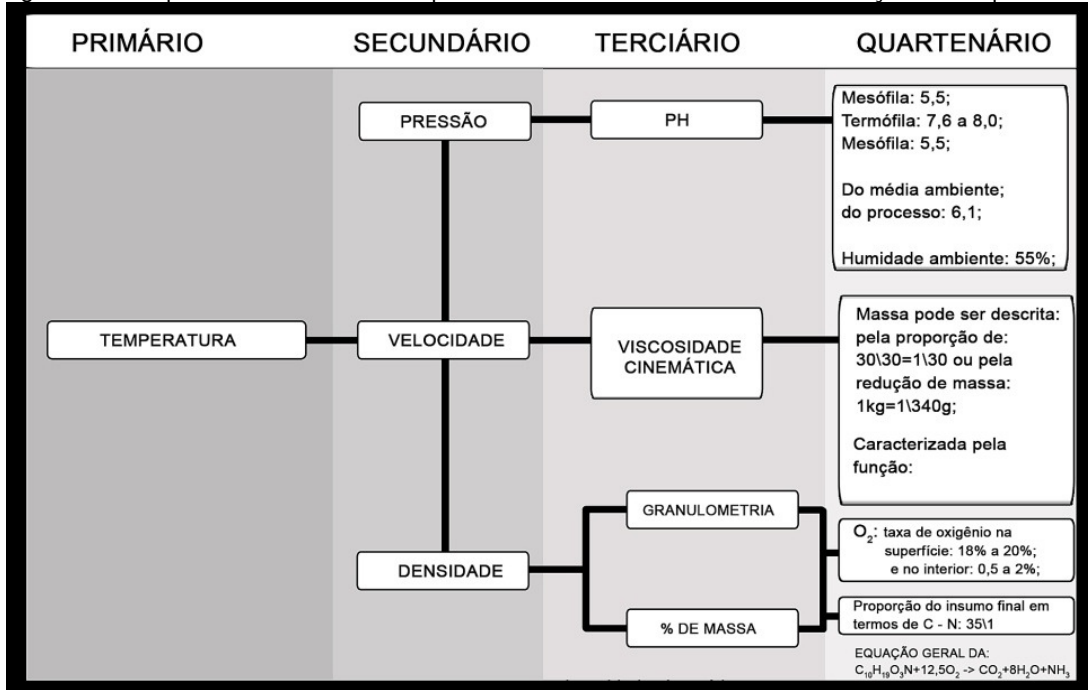 PRIMÁRIO
SECUNDÁRIO
TERCIÁRIO
QUARTENÁRIO
TEMPERATURA
PRESSÃO
VELOCIDADE
DENSIDADE
PH
VISCOSIDADE
CINEMÁTICA
GRANULOMETRIA
% DE MASSA
Mesófila: 5,5;
Termófila: 7,6 a 8,0;
Mesófila: 5,5;
Do média ambiente;
do processo: 6,1;
Humidade ambiente: 55%;
Massa pode ser descrita:
pela proporção de:
30\30=1\30 ou pela
redução de massa:
1kg=1\340g;
Caracterizada pela
função:
O₂: taxa de oxigênio na
superfície: 18% a 20%;
e no interior: 0,5 a 2%;
Proporção do insumo final em
termos de C - N: 35\1
EQUAÇÃO GERAL DA:
C₁₀H₁₉O₃N+12,5O₂ -> CO₂+8H₂O+NH₃